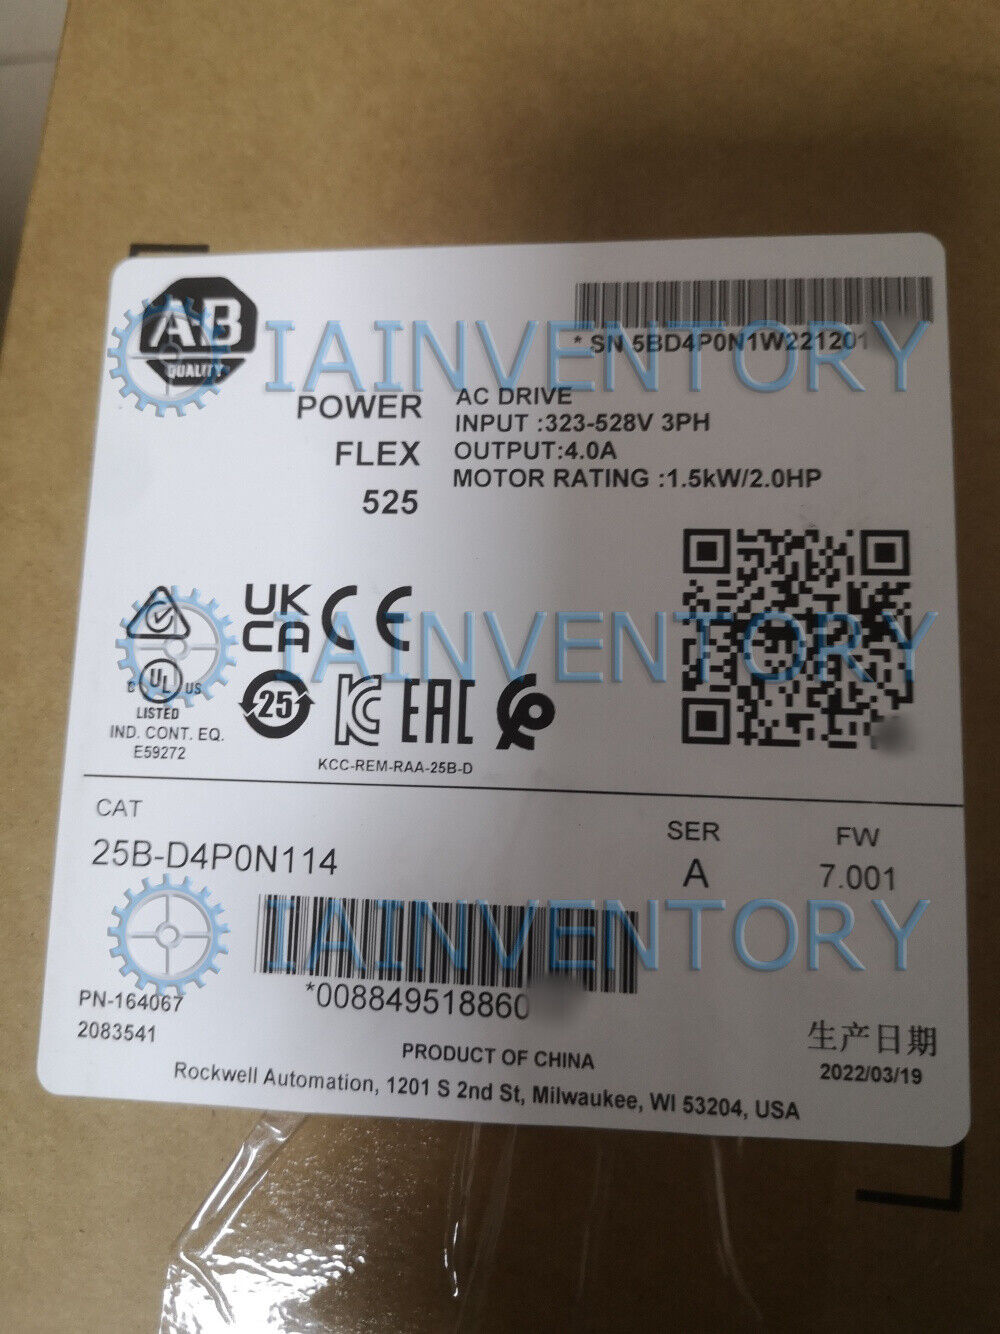 AB
QUALITY
* SN 5BD4P0N1W221201
IAINVENTORY
POWER
FLEX
525
AC DRIVE
INPUT :323-528V 3PH
OUTPUT:4.0A
MOTOR RATING :1.5kW/2.0HP
UK
CA
CE
IAINVENTORY
C UL US
LISTED
IND. CONT. EQ.
E59272
25
KC
EAC
KCC-REM-RAA-25B-D
CAT
25B-D4P0N114
SER
A
FW
7.001
IAINVENTORY
*008849518860
PN-164067
2083541
生产日期
2022/03/19
PRODUCT OF CHINA
Rockwell Automation, 1201 S 2nd St, Milwaukee, WI 53204, USA